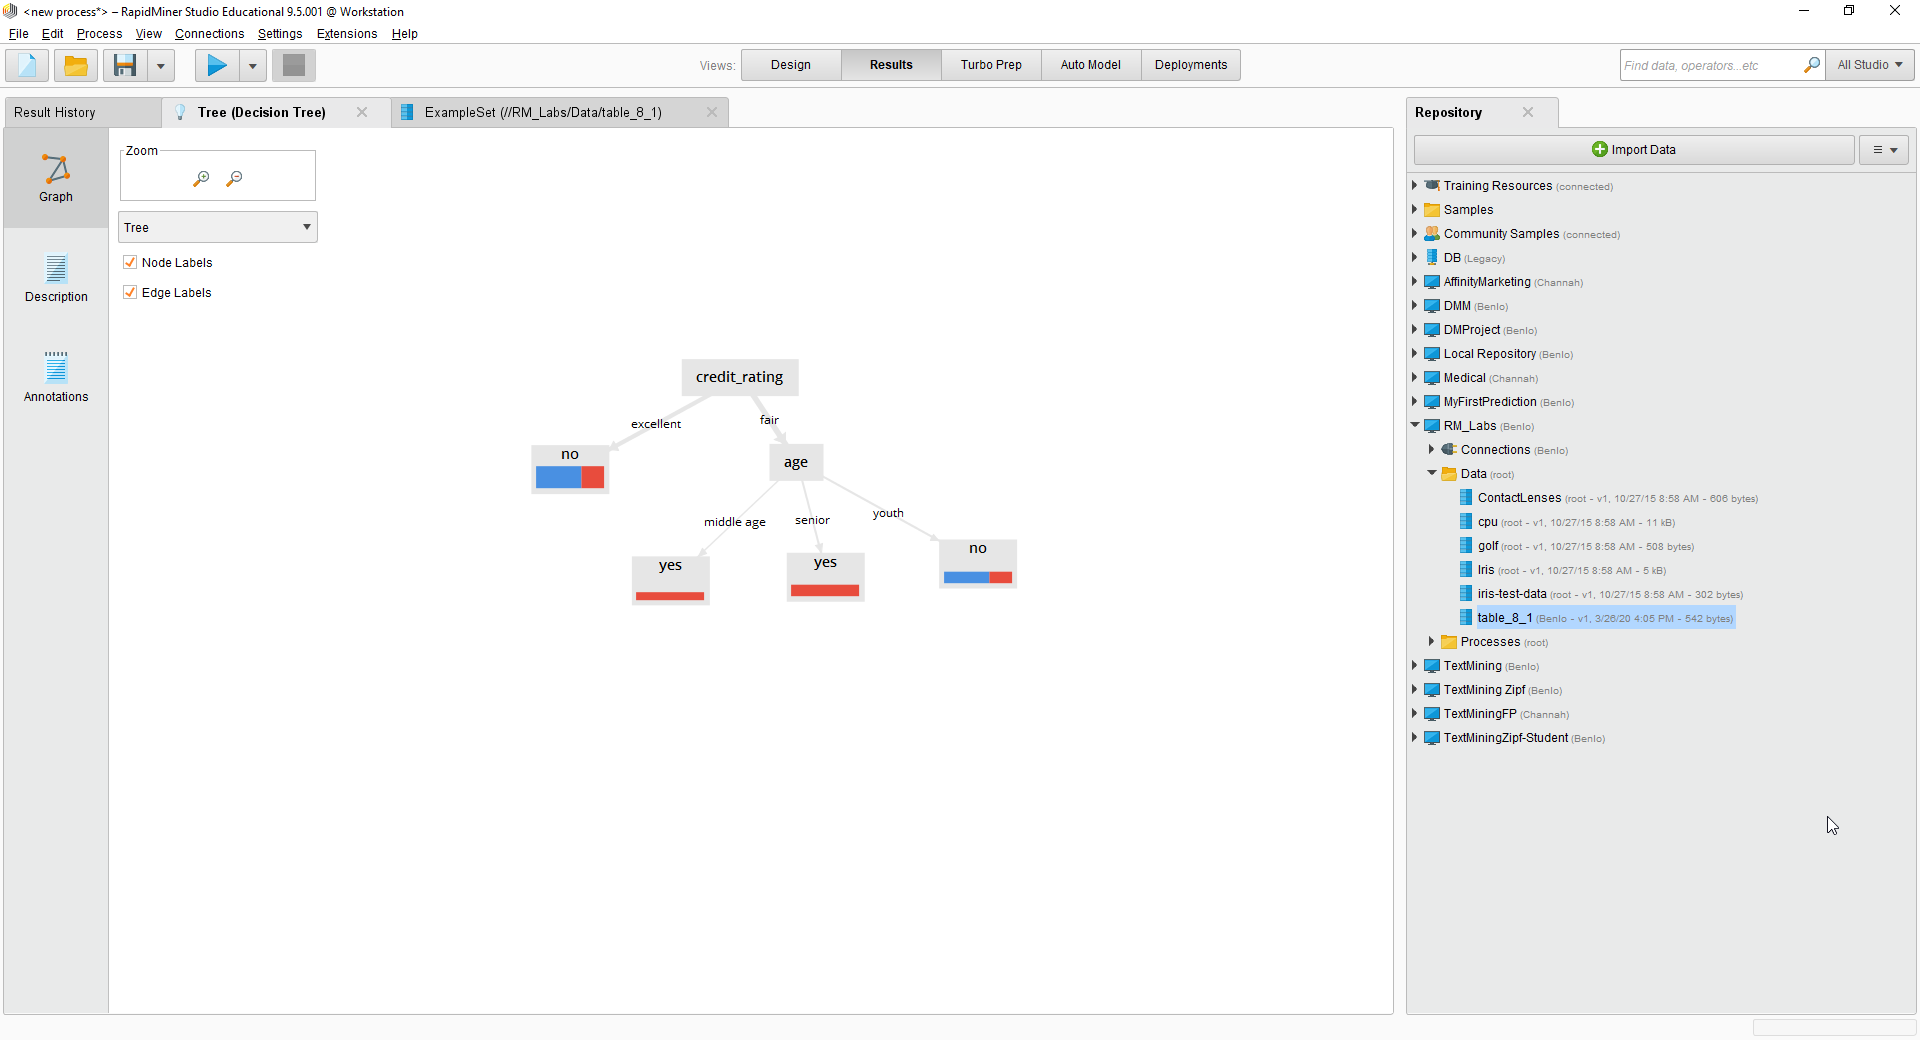 <new process*> – RapidMiner Studio Educational 9.5.001 @ Workstation
File Edit Process View Connections Settings Extensions Help
Views: Design Results Turbo Prep Auto Model Deployments
Find data, operators...etc All Studio
Result History
Tree (Decision Tree)
ExampleSet (//RM_Labs/Data/table_8_1)
Repository
Graph
Description
Annotations
Zoom
Tree
Node Labels
Edge Labels
credit_rating
excellent
fair
no
age
middle age
senior
youth
yes
yes
no
Import Data
Training Resources (connected)
Samples
Community Samples (connected)
DB (Legacy)
AffinityMarketing (Channah)
DMM (Benlo)
DMProject (Benlo)
Local Repository (Benlo)
Medical (Channah)
MyFirstPrediction (Benlo)
RM_Labs (Benlo)
Connections (Benlo)
Data (root)
ContactLenses (root - v1, 10/27/15 8:58 AM - 606 bytes)
cpu (root - v1, 10/27/15 8:58 AM - 11 kB)
golf (root - v1, 10/27/15 8:58 AM - 508 bytes)
Iris (root - v1, 10/27/15 8:58 AM - 5 kB)
iris-test-data (root - v1, 10/27/15 8:58 AM - 302 bytes)
table_8_1 (Benlo - v1, 3/26/20 4:05 PM - 542 bytes)
Processes (root)
TextMining (Benlo)
TextMining Zipf (Benlo)
TextMiningFP (Channah)
TextMiningZipf-Student (Benlo)